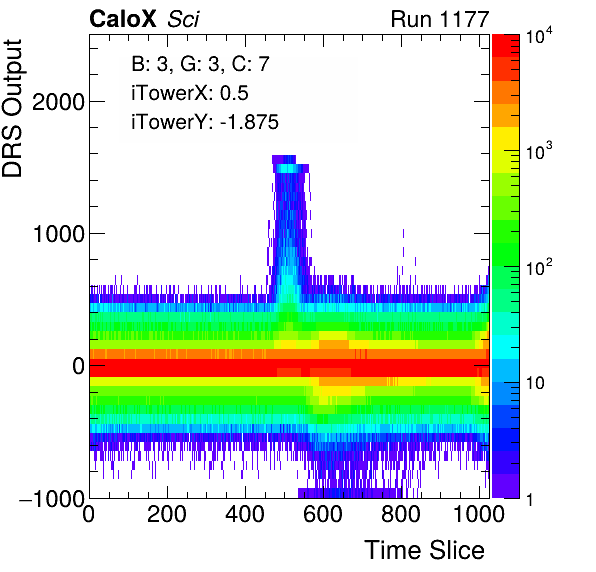 CaloX Sci Run 1177
DRS Output
B: 3, G: 3, C: 7
iTowerX: 0.5
iTowerY: -1.875
2000
1000
0
−1000
0 200 400 600 800 1000
Time Slice
10⁴
10³
10²
10
1